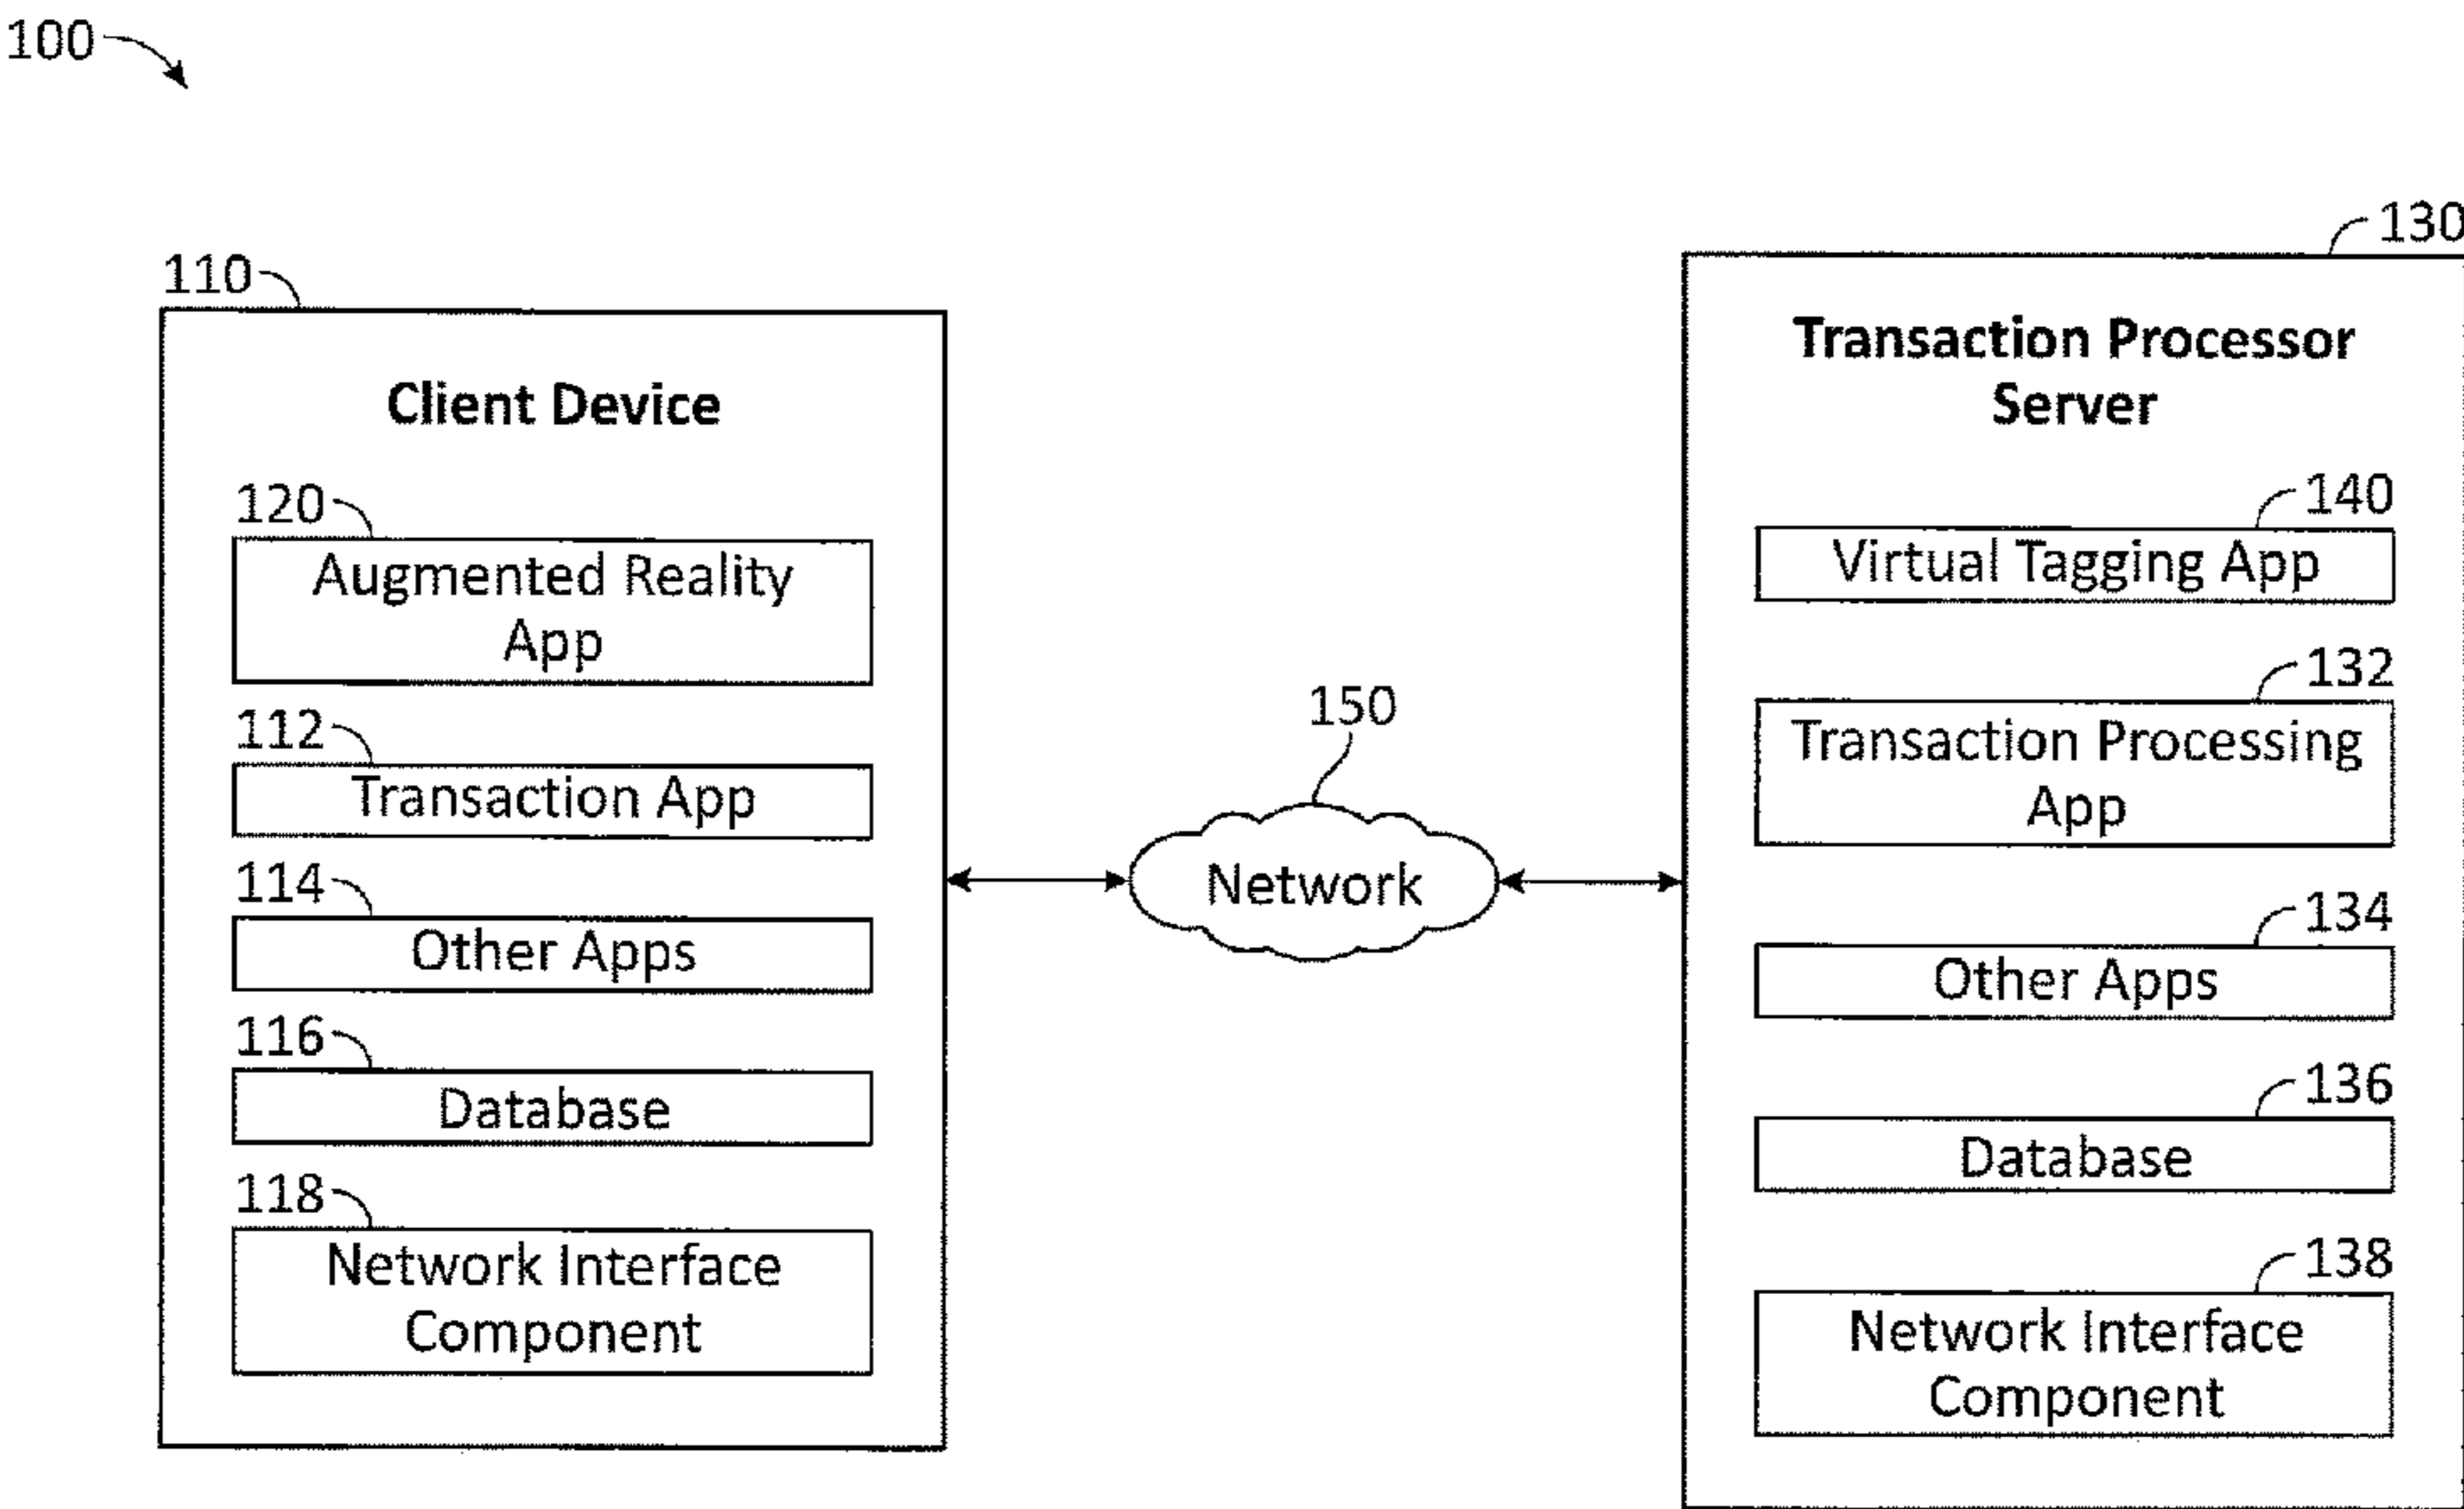 100
110
Client Device
120
Augmented Reality
App
112
Transaction App
114
Other Apps
116
Database
118
Network Interface
Component
150
Network
130
Transaction Processor
Server
140
Virtual Tagging App
132
Transaction Processing
App
134
Other Apps
136
Database
138
Network Interface
Component